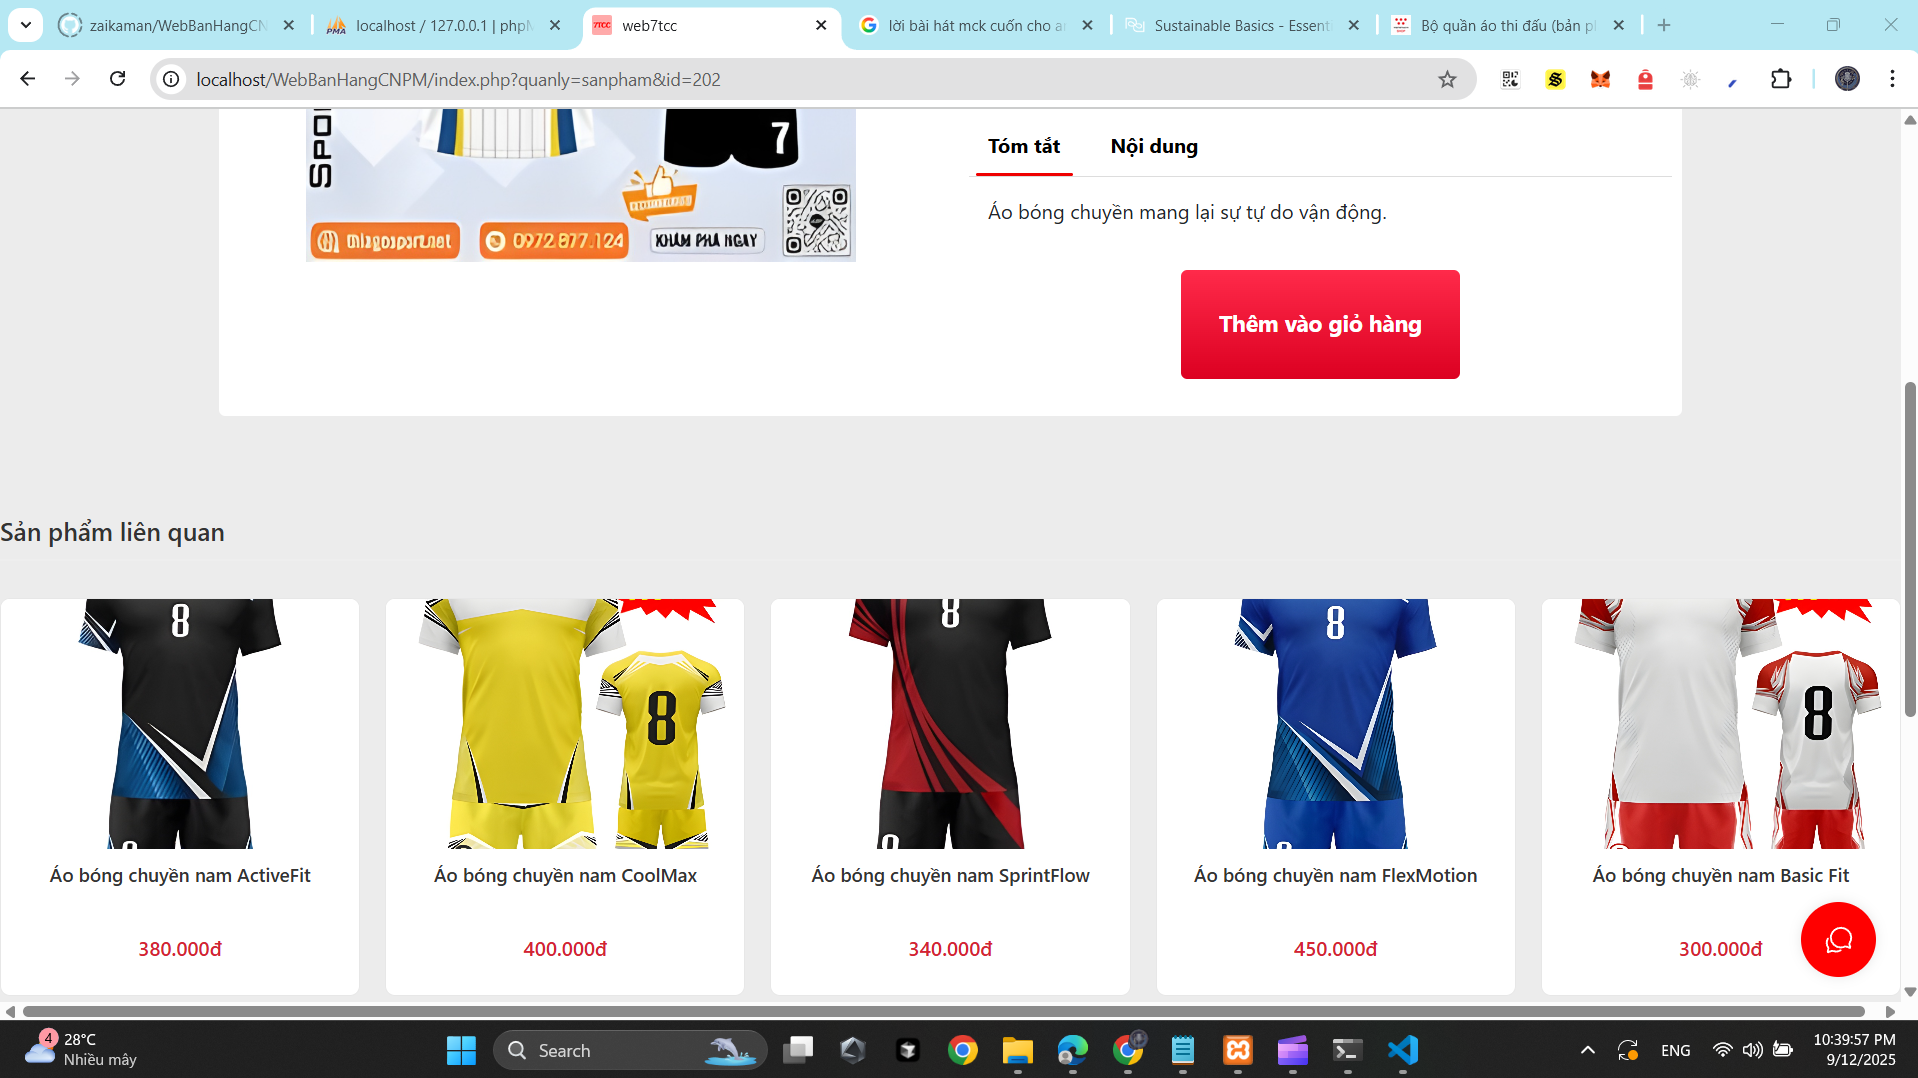 zaikaman/WebBanHangCN
localhost / 127.0.0.1 | phpM
web7tcc
lời bài hát mck cuốn cho an
Sustainable Basics - Essenti
Bộ quần áo thi đấu (bản p
localhost/WebBanHangCNPM/index.php?quanly=sanpham&id=202
SPOR
7
0972.877.124
KHÁM PHÁ NGAY
Tóm tắt
Nội dung
Áo bóng chuyền mang lại sự tự do vận động.
Thêm vào giỏ hàng
Sản phẩm liên quan
8
8
8
8
8
Áo bóng chuyền nam ActiveFit
Áo bóng chuyền nam CoolMax
Áo bóng chuyền nam SprintFlow
Áo bóng chuyền nam FlexMotion
Áo bóng chuyền nam Basic Fit
380.000đ
400.000đ
340.000đ
450.000đ
300.000đ
4
28°C
Nhiều mây
Search
ENG
10:39:57 PM
9/12/2025